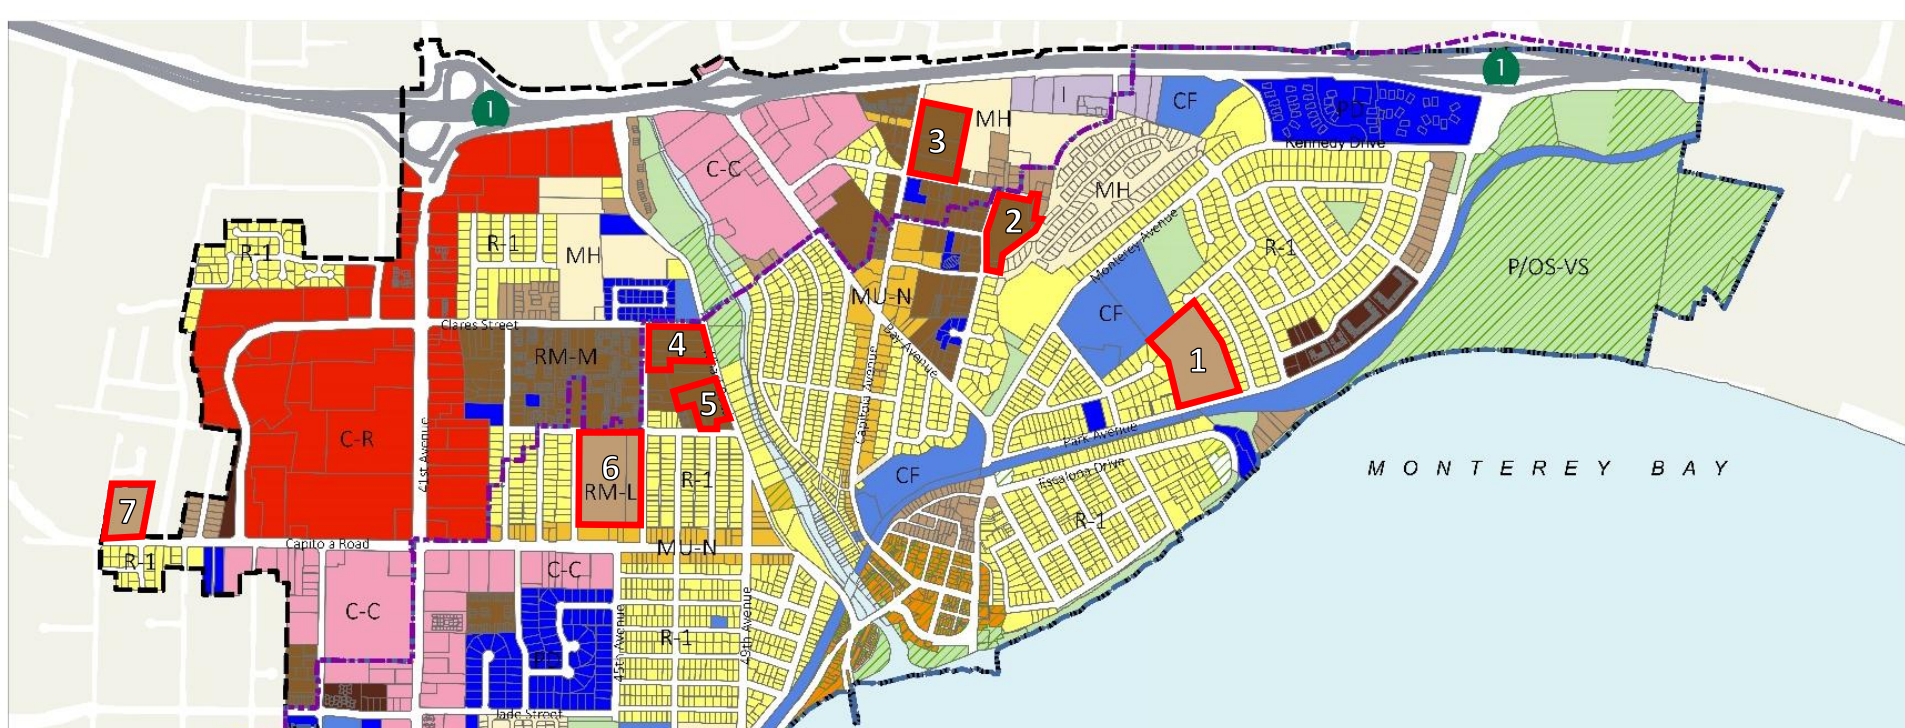 1
1
I
CF
PD
MH
3
Kennedy Drive
C-C
MH
2
R-1
R-1
MH
Monterey Avenue
R-1
P/OS-VS
MU-N
CF
Clares Street
Bay Avenue
4
RM-M
1
5
Capitola Avenue
C-R
41st Avenue
Park Avenue
6
CF
Escalona Drive
MONTEREY BAY
RM-L
R-1
7
R-1
Capito a Road
MU-N
R-1
C-C
C-C
45th Avenue
49th Avenue
R-1
Jade Street